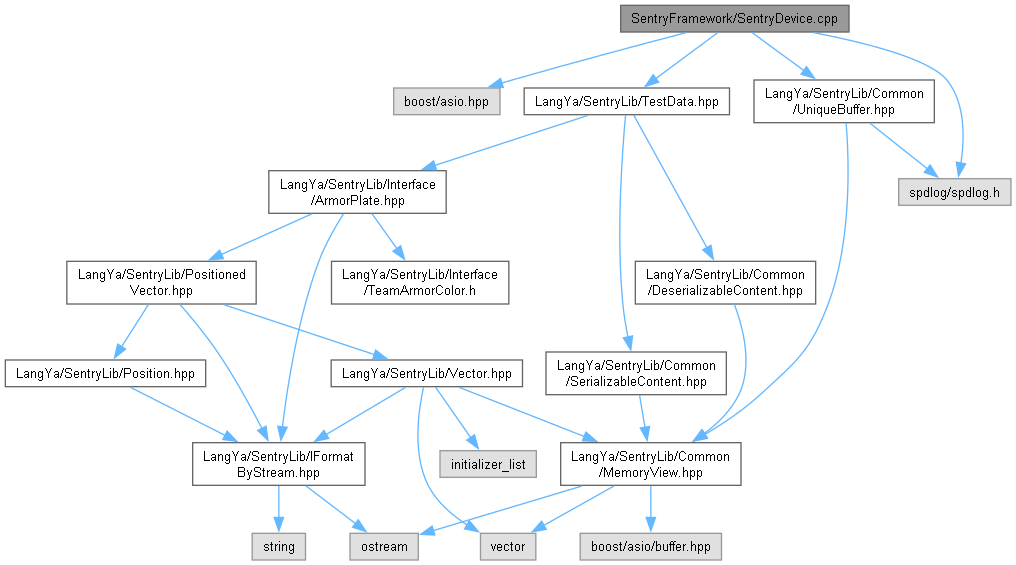 SentryFramework/SentryDevice.cpp
boost/asio.hpp
LangYa/SentryLib/TestData.hpp
LangYa/SentryLib/Common
/UniqueBuffer.hpp
LangYa/SentryLib/Interface
/ArmorPlate.hpp
spdlog/spdlog.h
LangYa/SentryLib/Positioned
Vector.hpp
LangYa/SentryLib/Interface
/TeamArmorColor.h
LangYa/SentryLib/Common
/DeserializableContent.hpp
LangYa/SentryLib/Position.hpp
LangYa/SentryLib/Vector.hpp
LangYa/SentryLib/Common
/SerializableContent.hpp
LangYa/SentryLib/IFormat
ByStream.hpp
initializer_list
LangYa/SentryLib/Common
/MemoryView.hpp
string
ostream
vector
boost/asio/buffer.hpp